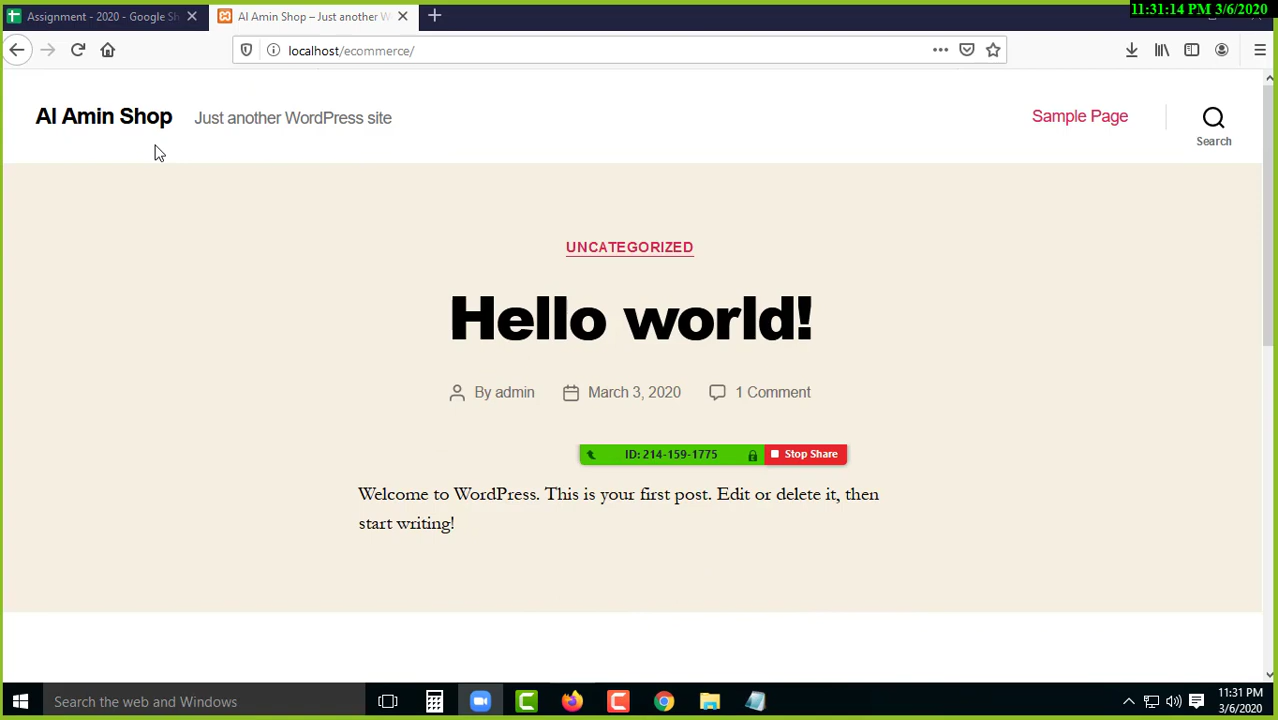 11:31:14 PM 3/6/2020
Assignment - 2020 - Google Sh
Al Amin Shop – Just another W
localhost/ecommerce/
Al Amin Shop
Just another WordPress site
Sample Page
Search
UNCATEGORIZED
Hello world!
By admin
March 3, 2020
1 Comment
ID: 214-159-1775
Stop Share
Welcome to WordPress. This is your first post. Edit or delete it, then
start writing!
Search the web and Windows
11:31 PM
3/6/2020